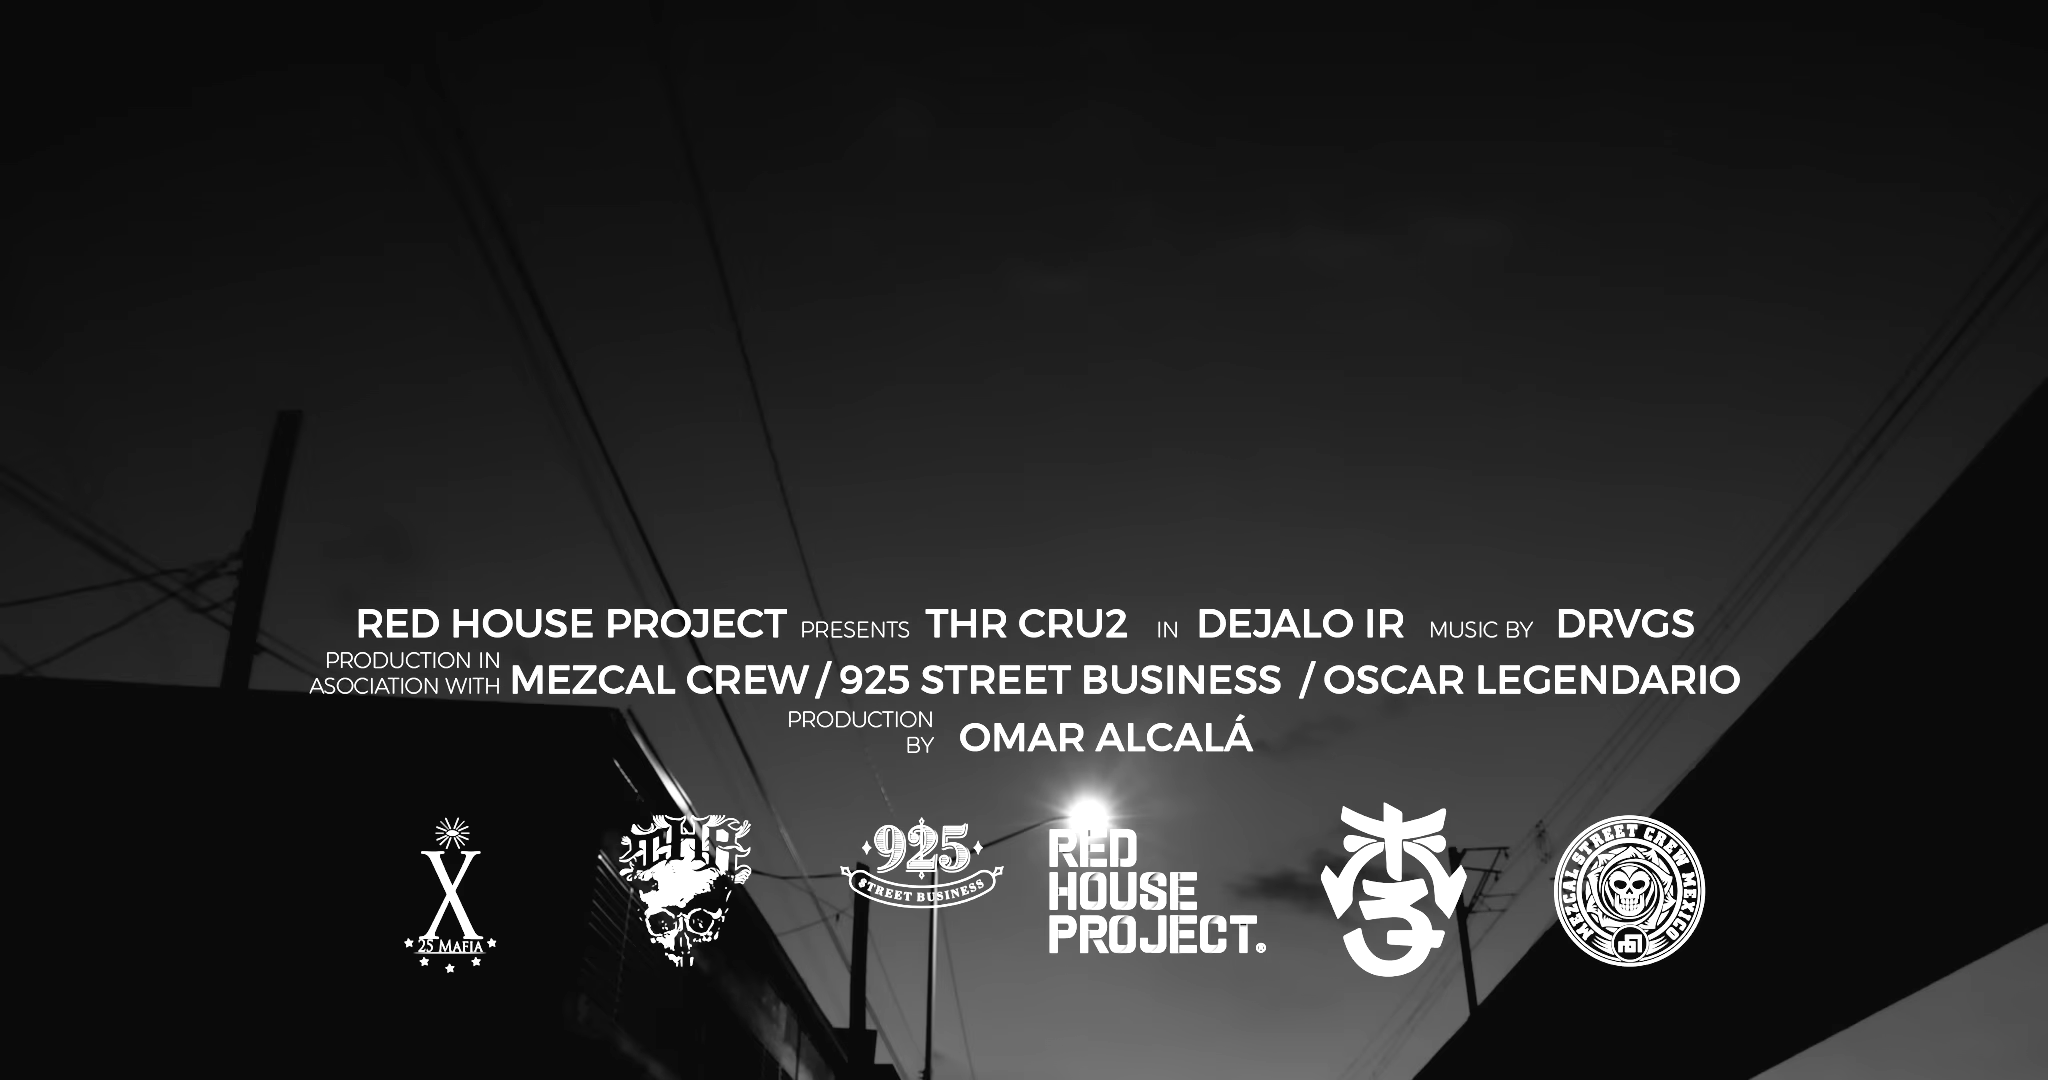 RED HOUSE PROJECT PRESENTS THR CRU2 IN DEJALO IR MUSIC BY DRVGS
PRODUCTION IN
ASOCIATION WITH MEZCAL CREW / 925 STREET BUSINESS / OSCAR LEGENDARIO
PRODUCTION
BY OMAR ALCALÁ
X
25 MAFIA
THR
925
STREET BUSINESS
RED
HOUSE
PROJECT.®
MEZCAL STREET CREW MEXICO